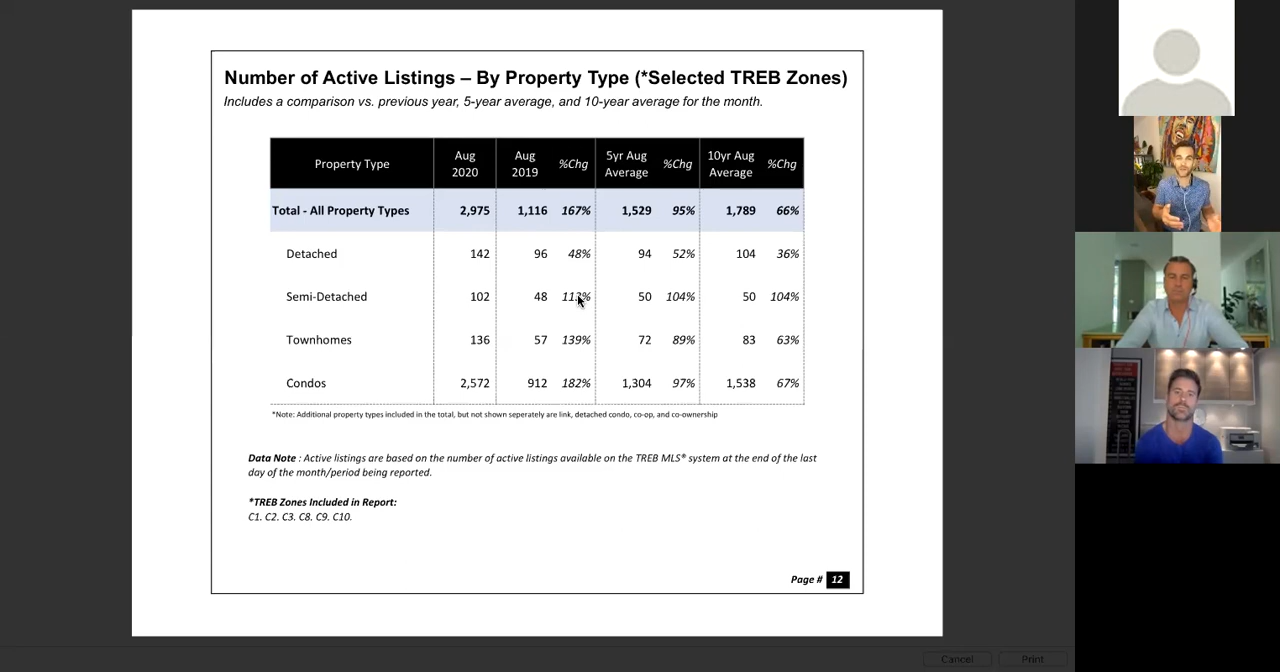 Number of Active Listings – By Property Type (*Selected TREB Zones)
Includes a comparison vs. previous year, 5-year average, and 10-year average for the month.
Property Type Aug 2020 Aug 2019 %Chg 5yr Aug Average %Chg 10yr Aug Average %Chg
Total - All Property Types 2,975 1,116 167% 1,529 95% 1,789 66%
Detached 142 96 48% 94 52% 104 36%
Semi-Detached 102 48 50 104% 50 104%
Townhomes 136 57 139% 72 89% 83 63%
Condos 2,572 912 182% 1,304 97% 1,538 67%
*Note: Additional property types included in the total, but not shown seperately are link, detached condo, co-op, and co-ownership
Data Note : Active listings are based on the number of active listings available on the TREB MLS® system at the end of the last
day of the month/period being reported.
*TREB Zones Included in Report:
C1. C2. C3. C8. C9. C10.
Page # 12
Cancel Print